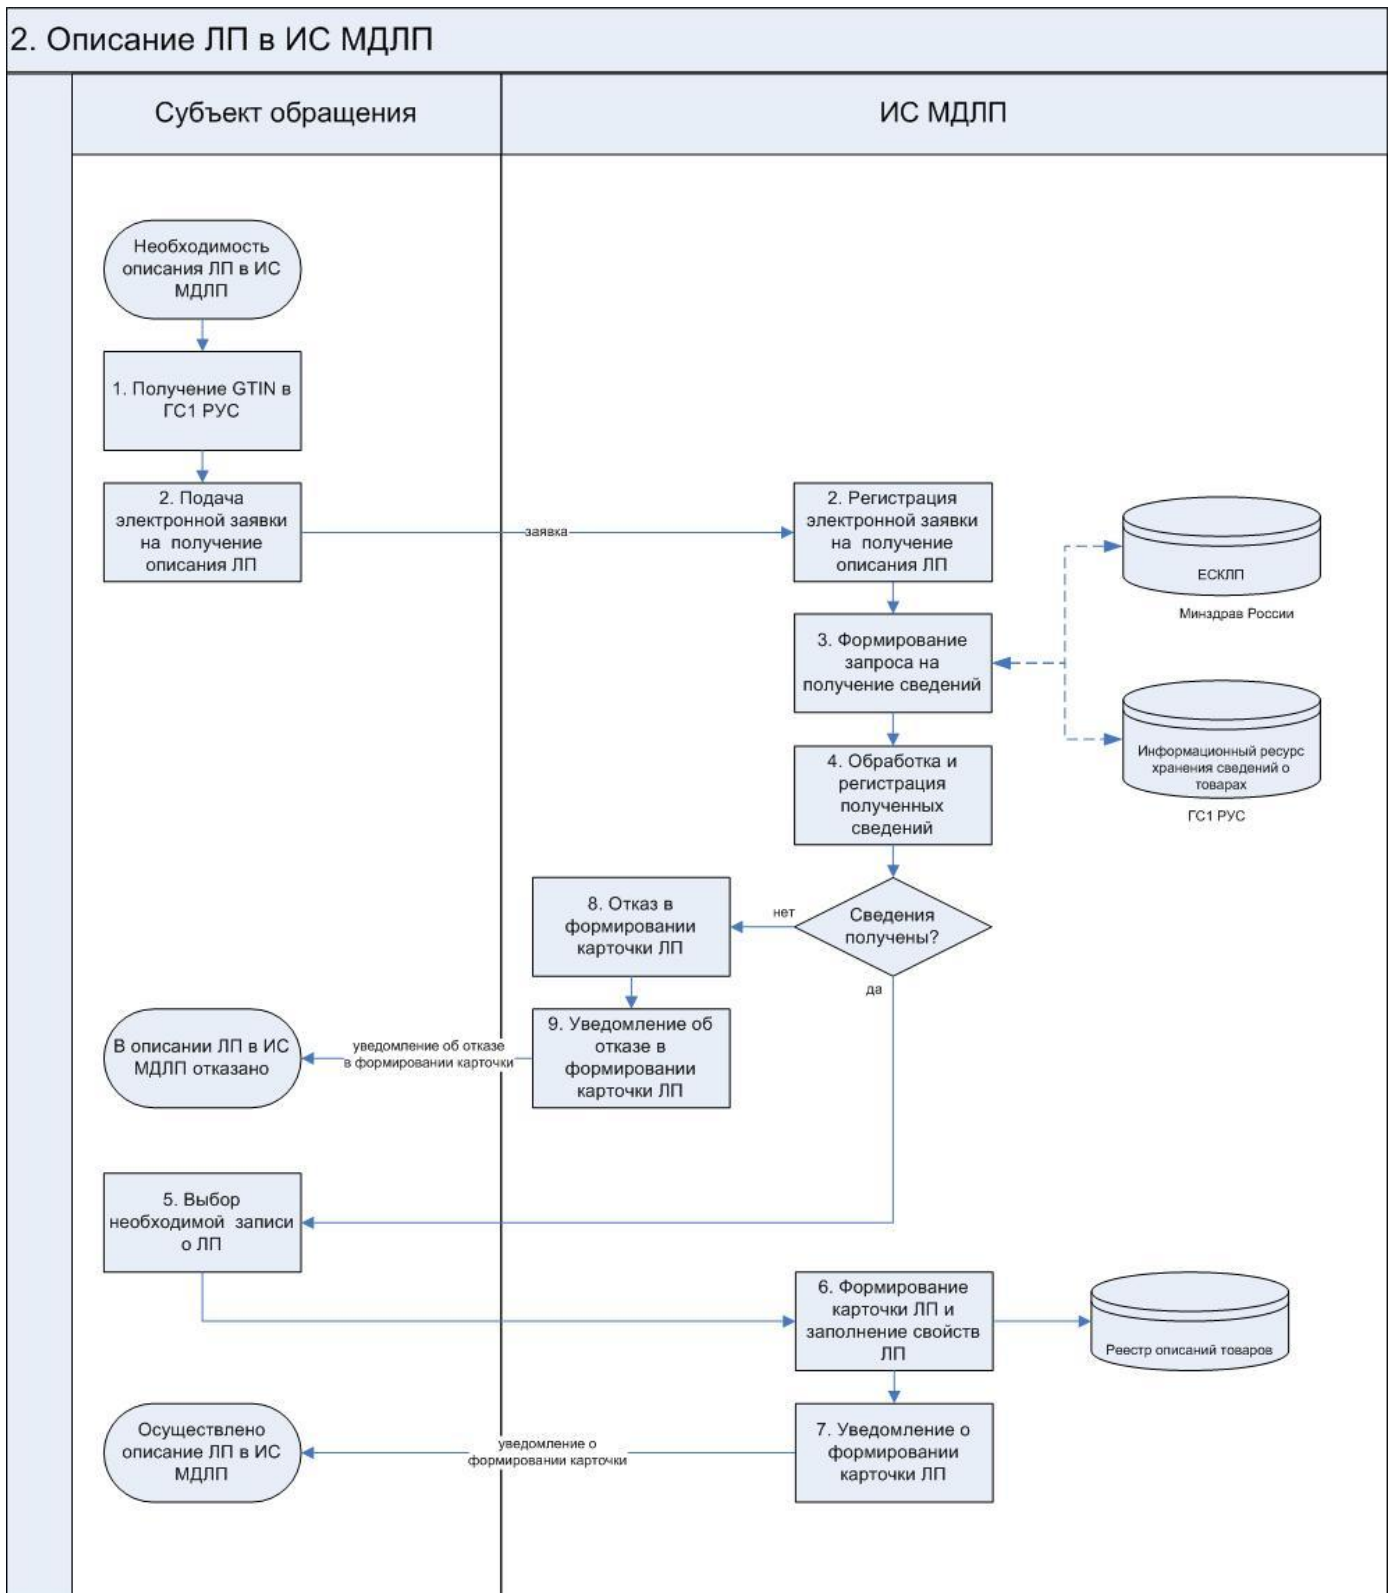 2. Описание ЛП в ИС МДЛП
Субъект обращения
ИС МДЛП
Необходимость
описания ЛП в ИС
МДЛП
1. Получение GTIN в
ГС1 РУС
2. Подача
электронной заявки
на получение
описания ЛП
заявка
2. Регистрация
электронной заявки
на получение
описания ЛП
ЕСКЛП
Минздрав России
3. Формирование
запроса на
получение сведений
Информационный ресурс
хранения сведений о
товарах
ГС1 РУС
4. Обработка и
регистрация
полученных
сведений
Сведения
получены?
нет
да
8. Отказ в
формировании
карточки ЛП
9. Уведомление об
отказе в
формировании
карточки ЛП
уведомление об отказе
в формировании карточки
В описании ЛП в ИС
МДЛП отказано
5. Выбор
необходимой записи
о ЛП
6. Формирование
карточки ЛП и
заполнение свойств
ЛП
Реестр описаний товаров
7. Уведомление о
формировании
карточки ЛП
уведомление о
формировании карточки
Осуществлено
описание ЛП в ИС
МДЛП